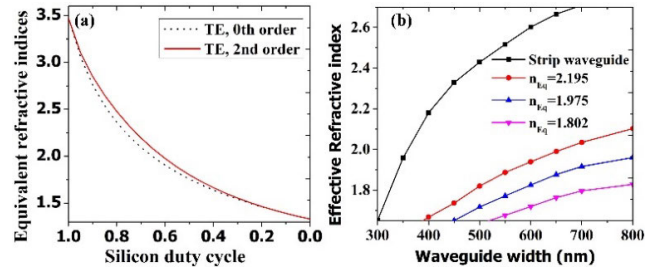 (a)
TE, 0th order
TE, 2nd order
Equivalent refractive indices
3.5
3.0
2.5
2.0
1.5
1.0 0.8 0.6 0.4 0.2 0.0
Silicon duty cycle
(b)
Strip waveguide
nEq=2.195
nEq=1.975
nEq=1.802
Effective Refractive index
2.6
2.4
2.2
2.0
1.8
300 400 500 600 700 800
Waveguide width (nm)